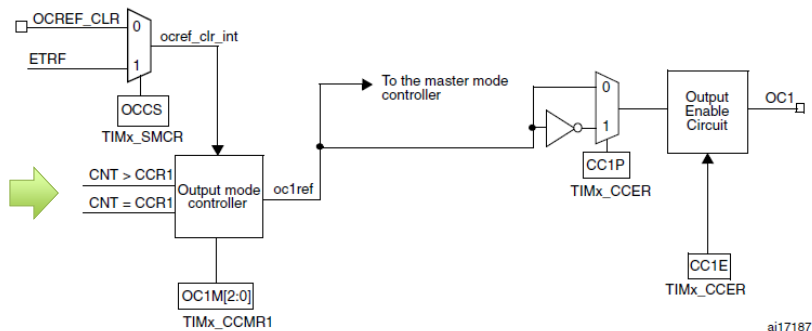 OCREF_CLR
0
ocref_clr_int
ETRF
1
OCCS
TIMx_SMCR
To the master mode
controller
0
1
CC1P
TIMx_CCER
Output
Enable
Circuit
OC1
CNT > CCR1
CNT = CCR1
Output mode
controller
oc1ref
OC1M[2:0]
TIMx_CCMR1
CC1E
TIMx_CCER
ai17187